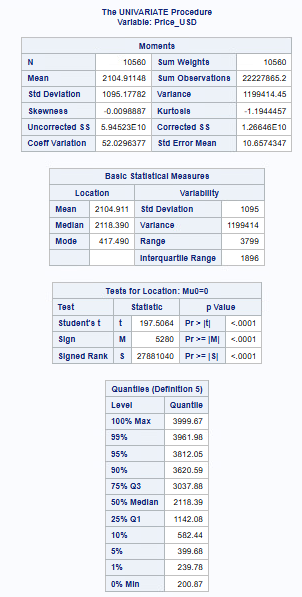 The UNIVARIATE Procedure
Variable: Price_USD
Moments
N 10560 Sum Weights 10560
Mean 2104.91148 Sum Observations 22227865.2
Std Deviation 1095.17782 Variance 1199414.45
Skewness -0.0098887 Kurtosis -1.1944457
Uncorrected SS 5.94523E10 Corrected SS 1.26646E10
Coeff Variation 52.0296377 Std Error Mean 10.6574347
Basic Statistical Measures
Location Variability
Mean 2104.911 Std Deviation 1095
Median 2118.390 Variance 1199414
Mode 417.490 Range 3799
Interquartile Range 1896
Tests for Location: Mu0=0
Test Statistic p Value
Student's t t 197.5064 Pr > |t| <.0001
Sign M 5280 Pr >= |M| <.0001
Signed Rank S 27881040 Pr >= |S| <.0001
Quantiles (Definition 5)
Level Quantile
100% Max 3999.67
99% 3961.98
95% 3812.05
90% 3620.59
75% Q3 3037.88
50% Median 2118.39
25% Q1 1142.08
10% 582.44
5% 399.68
1% 239.78
0% Min 200.87